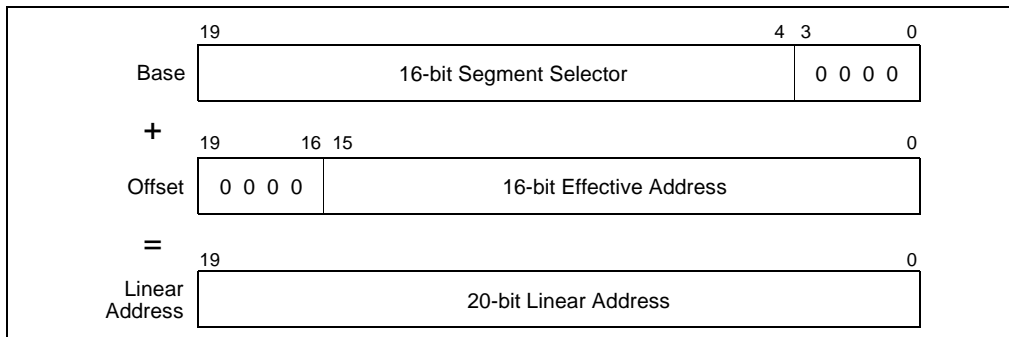 19 4 3 0
Base 16-bit Segment Selector 0 0 0 0
+
19 16 15 0
Offset 0 0 0 0 16-bit Effective Address
=
19 0
Linear
Address 20-bit Linear Address